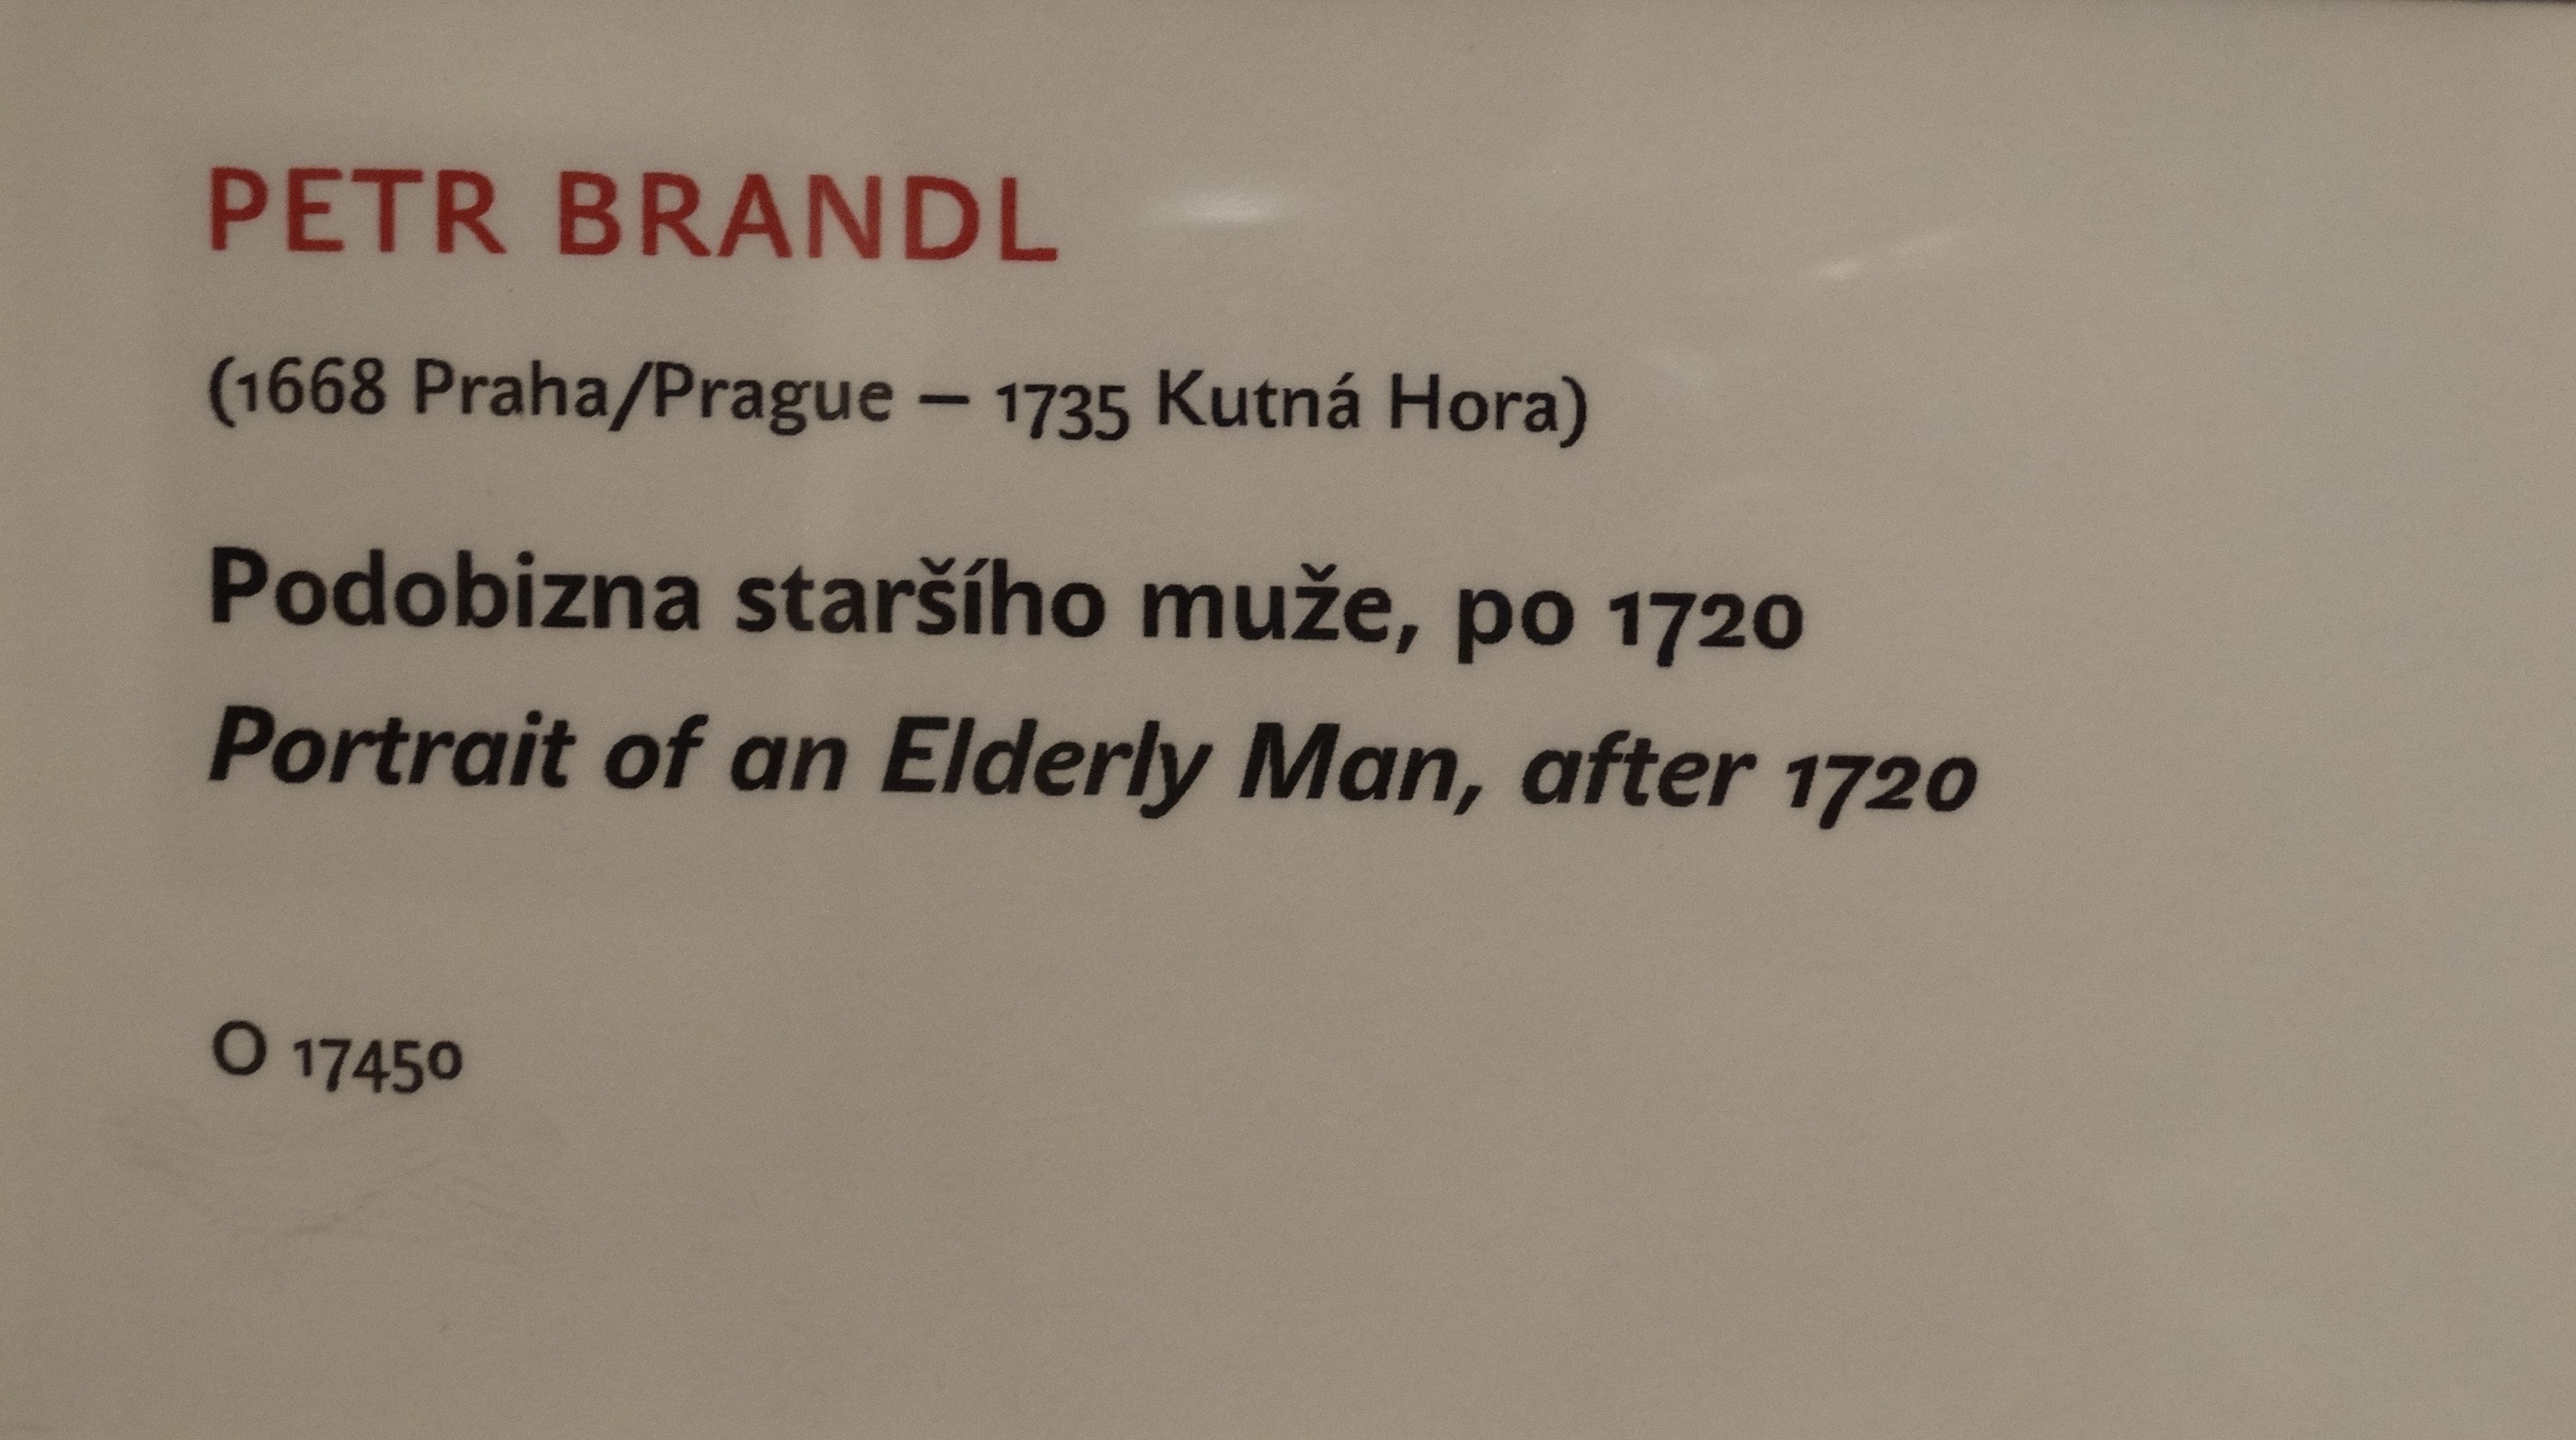 PETR BRANDL
(1668 Praha/Prague – 1735 Kutná Hora)
Podobizna staršího muže, po 1720
Portrait of an Elderly Man, after 1720
O 17450